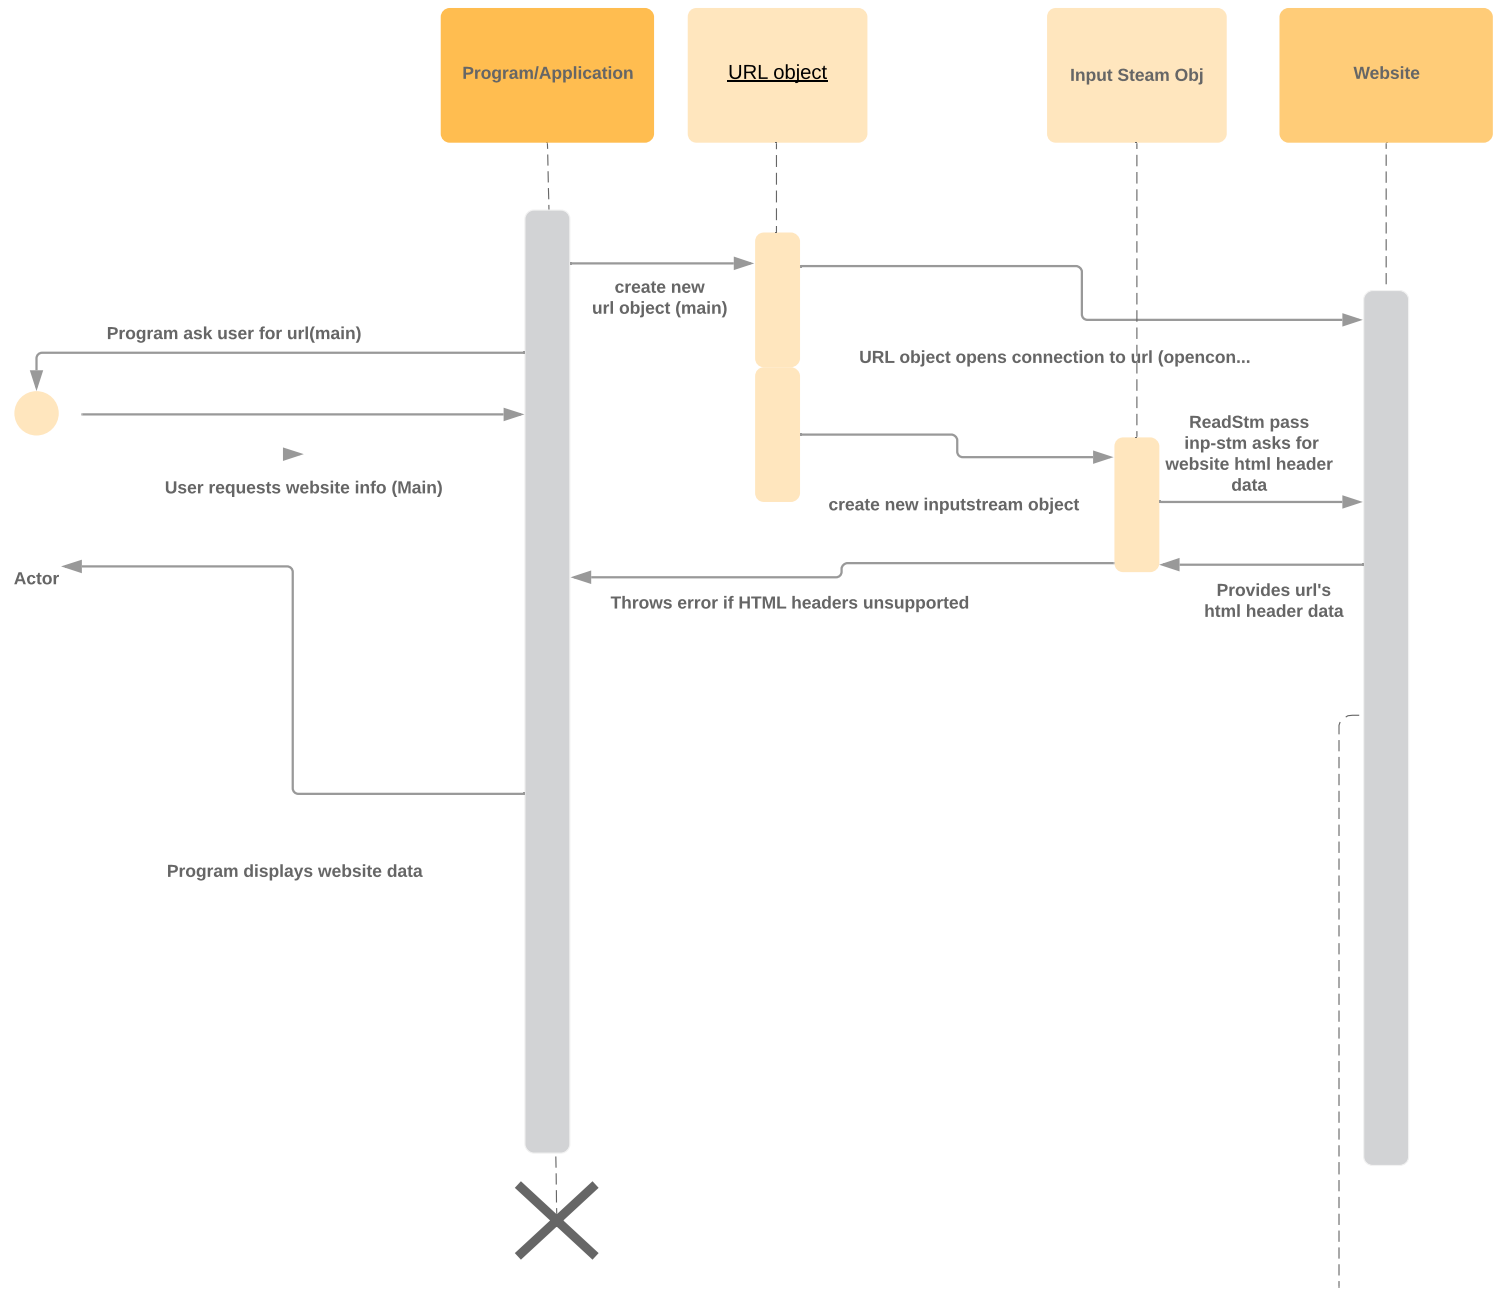 Program/Application
URL object
Input Steam Obj
Website
create new
url object (main)
Program ask user for url(main)
URL object opens connection to url (opencon...
ReadStm pass
inp-stm asks for
website html header
data
User requests website info (Main)
create new inputstream object
Actor
Throws error if HTML headers unsupported
Provides url's
html header data
Program displays website data